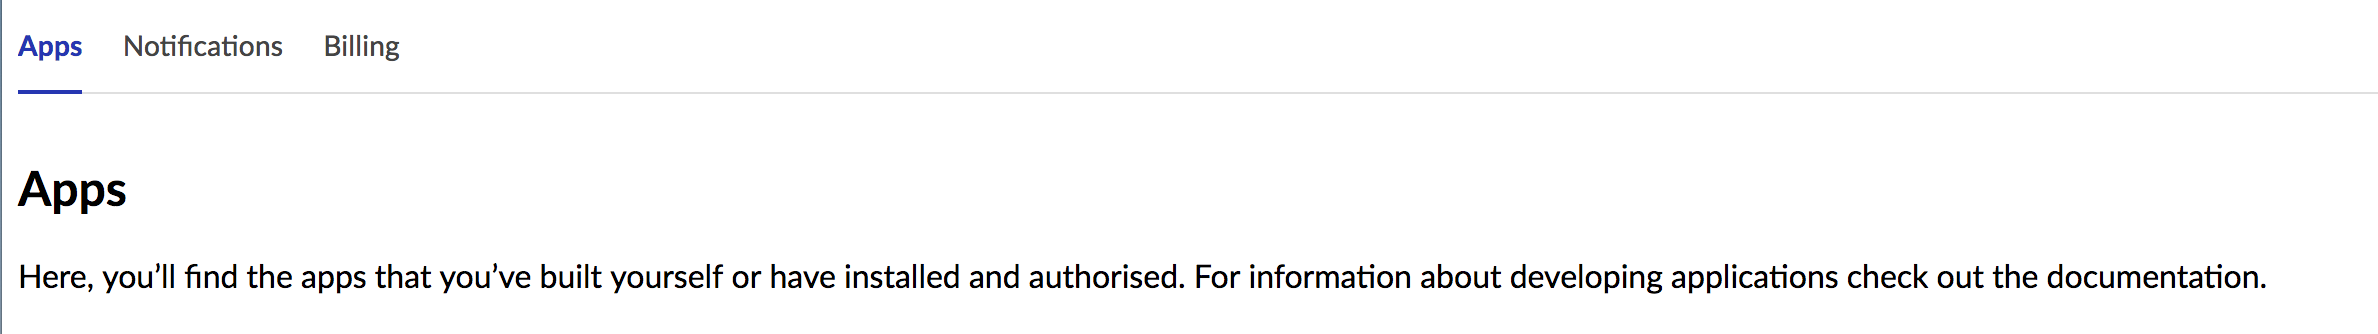 Apps Notifications Billing
Apps
Here, you’ll find the apps that you’ve built yourself or have installed and authorised. For information about developing applications check out the documentation.